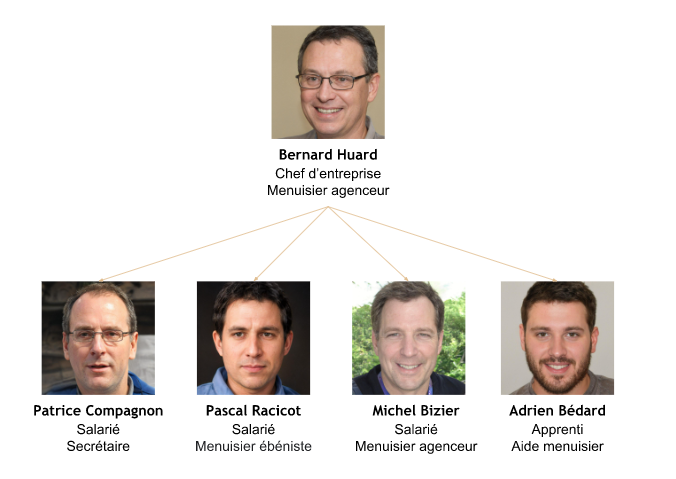 Bernard Huard
Chef d’entreprise
Menuisier agenceur
Patrice Compagnon
Salarié
Secrétaire
Pascal Racicot
Salarié
Menuisier ébéniste
Michel Bizier
Salarié
Menuisier agenceur
Adrien Bédard
Apprenti
Aide menuisier